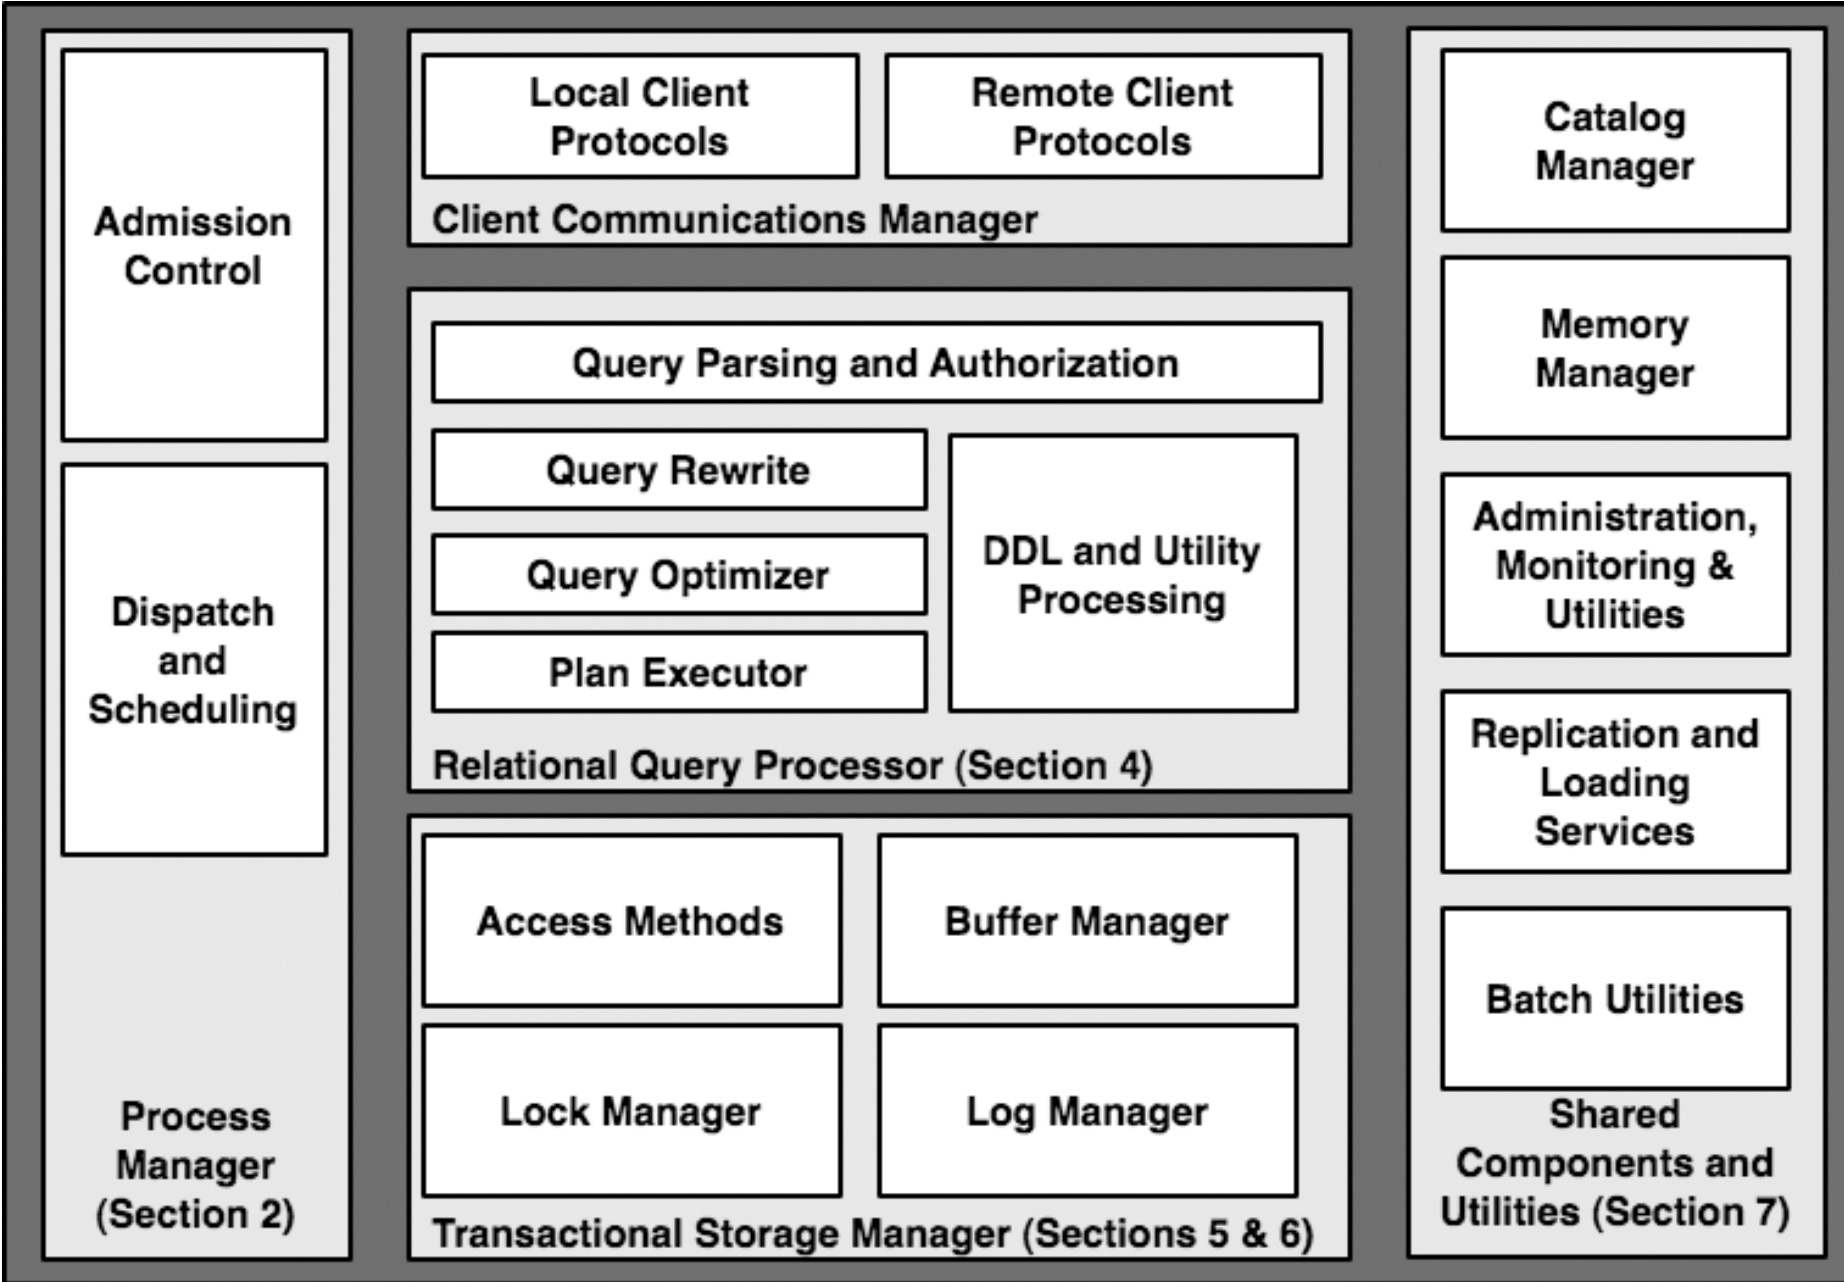 Admission
Control
Dispatch
and
Scheduling
Process
Manager
(Section 2)
Local Client
Protocols
Remote Client
Protocols
Client Communications Manager
Query Parsing and Authorization
Query Rewrite
Query Optimizer
Plan Executor
DDL and Utility
Processing
Relational Query Processor (Section 4)
Access Methods
Buffer Manager
Lock Manager
Log Manager
Transactional Storage Manager (Sections 5 & 6)
Catalog
Manager
Memory
Manager
Administration,
Monitoring &
Utilities
Replication and
Loading
Services
Batch Utilities
Shared
Components and
Utilities (Section 7)